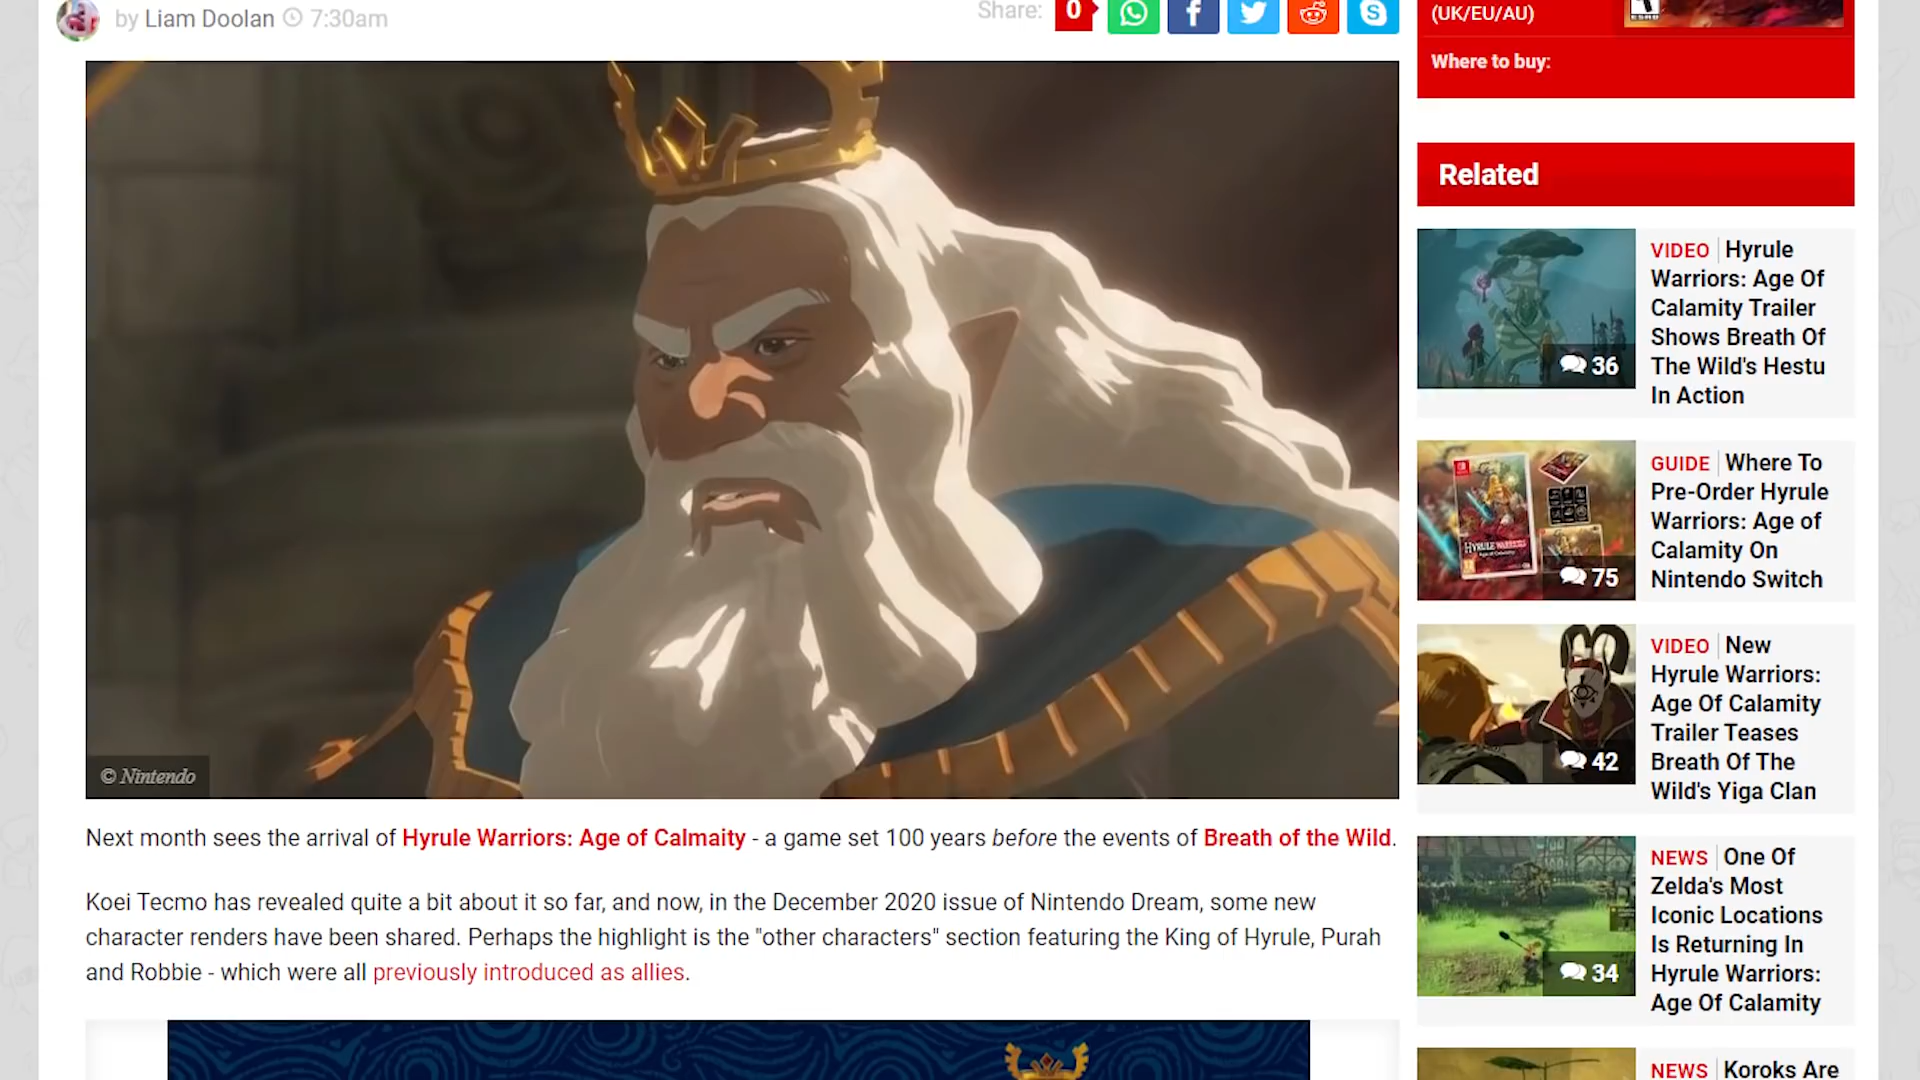 by Liam Doolan 7:30am
Share: 0
© Nintendo
Next month sees the arrival of Hyrule Warriors: Age of Calmaity - a game set 100 years before the events of Breath of the Wild.
Koei Tecmo has revealed quite a bit about it so far, and now, in the December 2020 issue of Nintendo Dream, some new
character renders have been shared. Perhaps the highlight is the "other characters" section featuring the King of Hyrule, Purah
and Robbie - which were all previously introduced as allies.
(UK/EU/AU)
Where to buy:
Related
VIDEO Hyrule
Warriors: Age Of
Calamity Trailer
Shows Breath Of
The Wild's Hestu
In Action
36
GUIDE Where To
Pre-Order Hyrule
Warriors: Age of
Calamity On
Nintendo Switch
HYRULE WARRIORS
75
VIDEO New
Hyrule Warriors:
Age Of Calamity
Trailer Teases
Breath Of The
Wild's Yiga Clan
42
NEWS One Of
Zelda's Most
Iconic Locations
Is Returning In
Hyrule Warriors:
Age Of Calamity
34
NEWS Koroks Are